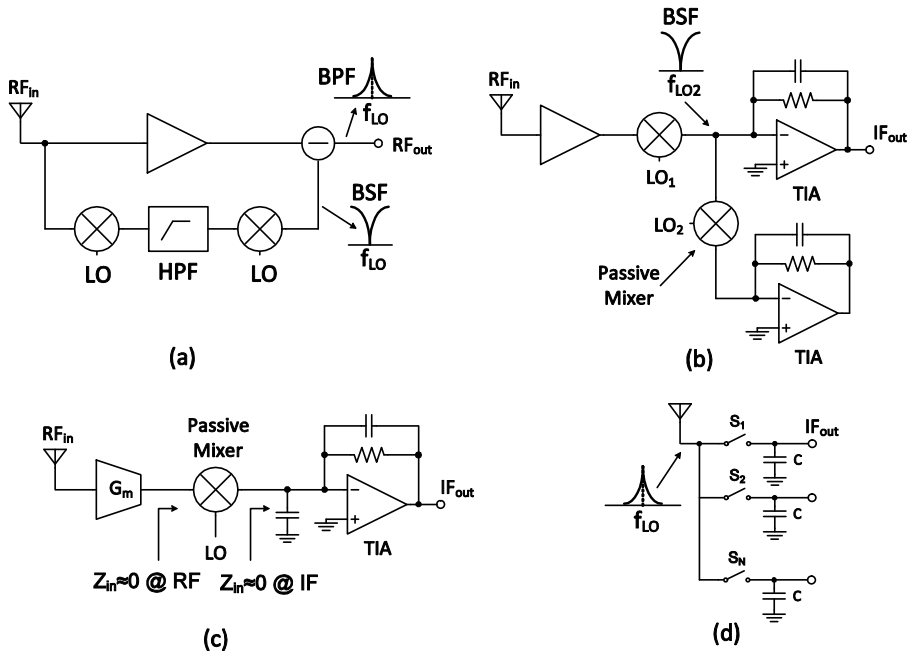 RFin
BPF
fLO
RFout
BSF
fLO
LO
HPF
LO
(a)
BSF
fLO2
RFin
LO1
−
+
IFout
TIA
LO2
Passive
Mixer
−
+
TIA
(b)
RFin
Gm
Passive
Mixer
LO
−
+
IFout
TIA
Zin≈0 @ RF
Zin≈0 @ IF
(c)
S1
IFout
C
fLO
S2
C
SN
C
(d)